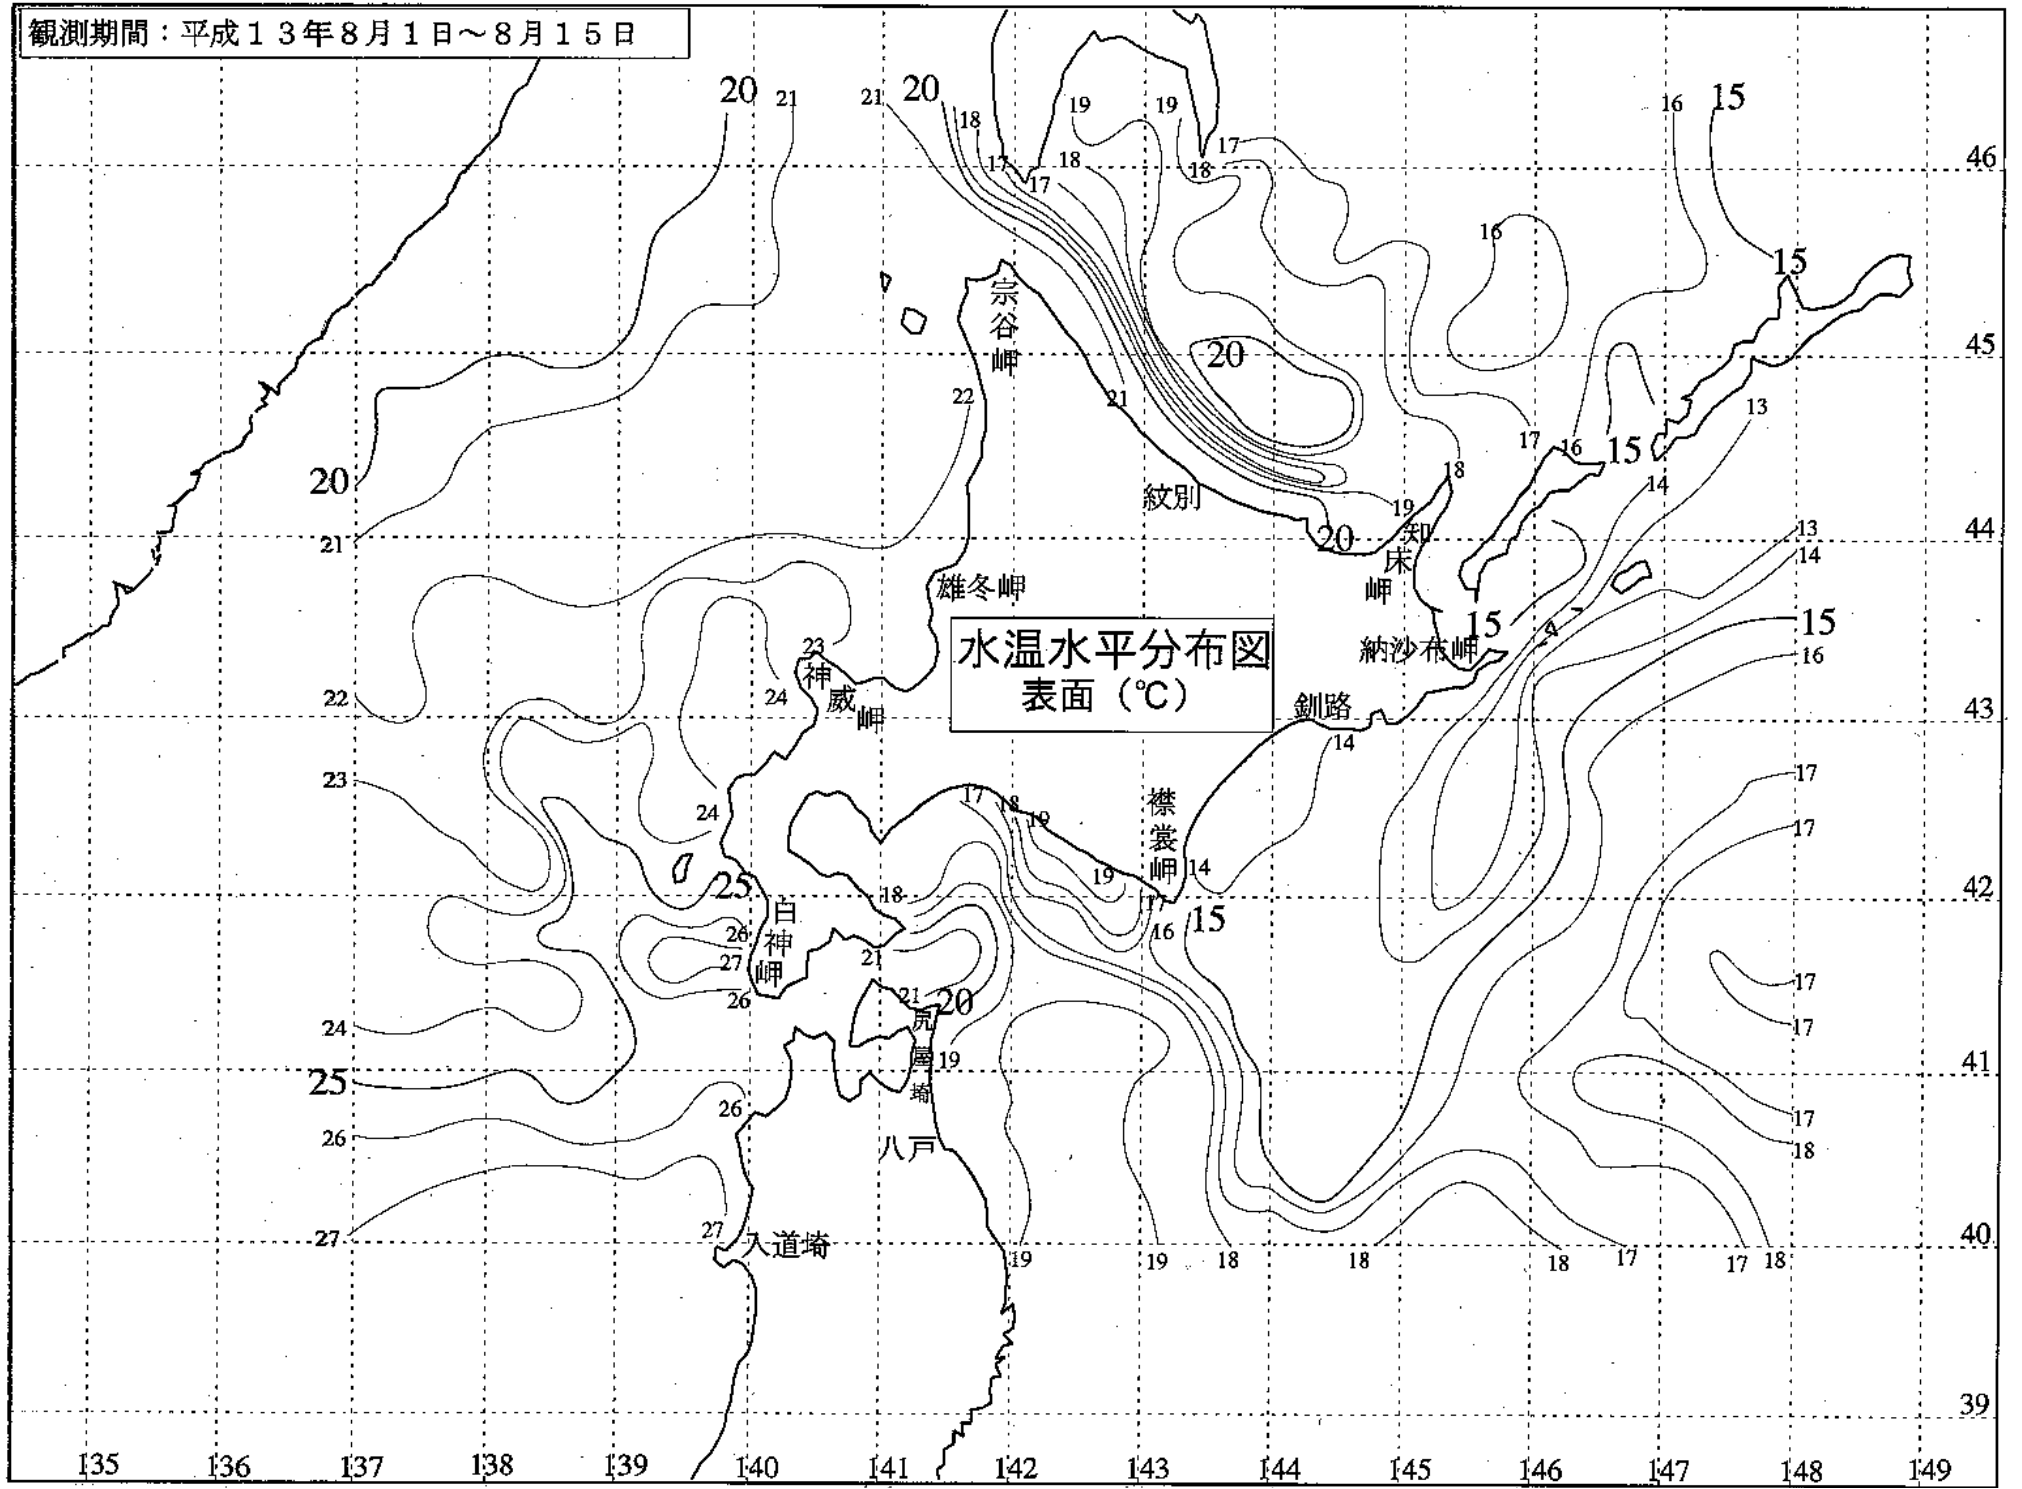 観測期間：平成１３年８月１日～８月１５日
20 21 21 20 19 19 16 15
18 17
17 18 18 46
17
16
15
宗谷岬
20 45
22 21 13
20 17 16 15
18 14
紋別 19
21 20 知床岬 13 44
14
雄冬岬
15 15
水温水平分布図
表面（℃）
納沙布岬 16
23
神威岬
24
22 釧路 43
14
23 17
24 17 18 19 襟裳岬 17
19 14
25 18 42
白神岬 17 15
26 16
27 21 17
26 21 20
24 尻屋埼 19 17
25 41
26 26 17
八戸 18
27 27 入道埼 40
19 19 18 18 18 17 17 18
39
135 136 137 138 139 140 141 142 143 144 145 146 147 148 149